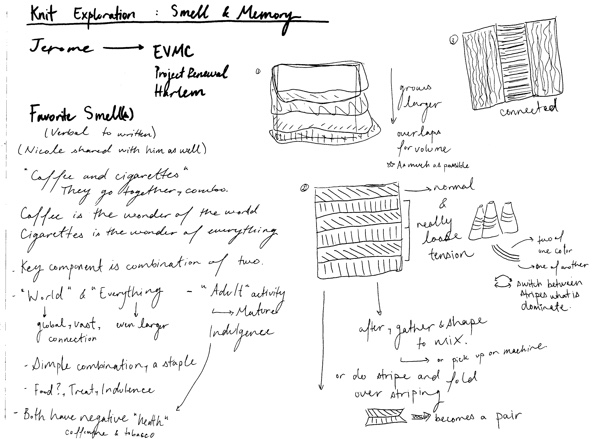 Knit Exploration : Smell & Memory
Jerome → EVMC
Project Renewal
Harlem
Favorite Smell(s)
(Verbal to written)
(Nicole shared with him as well)
"Coffee and cigarettes"
They go together, combo.
Coffee is the wonder of the world
Cigarettes is the wonder of everything
- Key component is combination of two.
- "World" & "Everything
global, vast, connection
even larger
- "Adult" activity
→ Mature
Indulgence
- Simple combination, a staple
- Food?, Treat, Indulence
- Both have negative "health"
caffeine & tobacco
①
grows
larger
overlaps
for volume
☆ As much as possible
connected
②
→ normal
&
really
loose
tension
two of
one color
one of another
switch between
stripes what is
dominate.
after, gather & shape
to mix.
→ or pick up on machine.
or do stripe and fold
over striping
becomes a pair